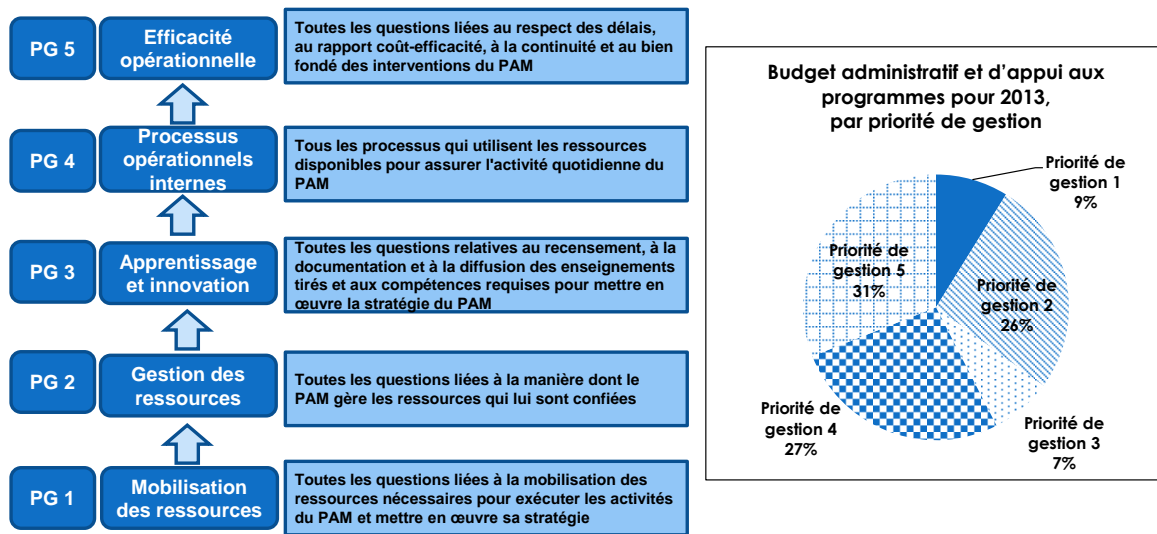 PG 5
Efficacité
opérationnelle
Toutes les questions liées au respect des délais,
au rapport coût-efficacité, à la continuité et au bien
fondé des interventions du PAM
PG 4
Processus
opérationnels
internes
Tous les processus qui utilisent les ressources
disponibles pour assurer l'activité quotidienne du
PAM
PG 3
Apprentissage
et innovation
Toutes les questions relatives au recensement, à la
documentation et à la diffusion des enseignements
tirés et aux compétences requises pour mettre en
œuvre la stratégie du PAM
PG 2
Gestion des
ressources
Toutes les questions liées à la manière dont le
PAM gère les ressources qui lui sont confiées
PG 1
Mobilisation
des ressources
Toutes les questions liées à la mobilisation des
ressources nécessaires pour exécuter les activités
du PAM et mettre en œuvre sa stratégie
Budget administratif et d’appui aux
programmes pour 2013,
par priorité de gestion
Priorité de
gestion 1
9%
Priorité de
gestion 2
26%
Priorité de
gestion 3
7%
Priorité de
gestion 4
27%
Priorité de
gestion 5
31%